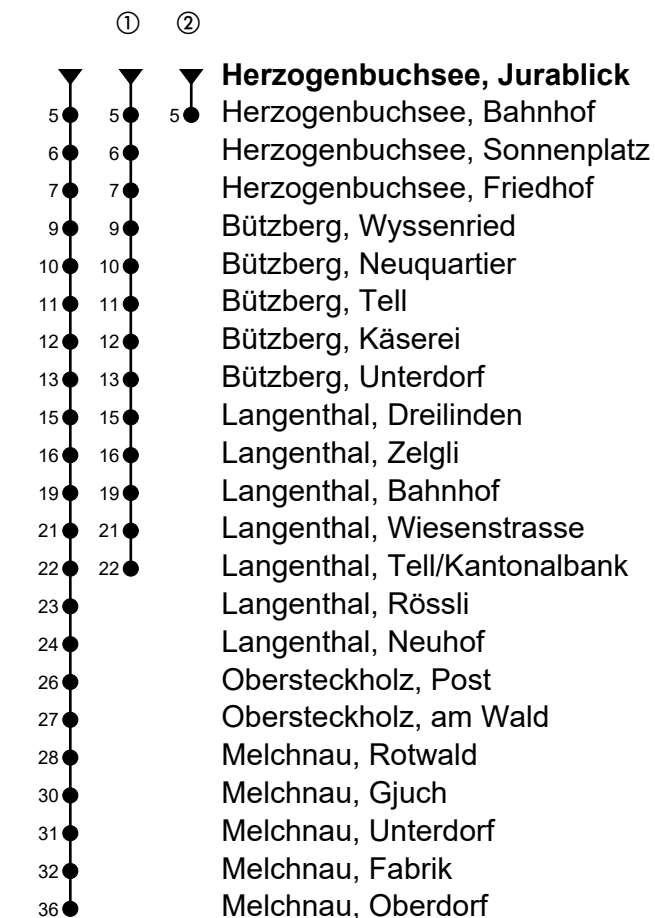 ① ②
Herzogenbuchsee, Jurablick
5 5 5 Herzogenbuchsee, Bahnhof
6 6 Herzogenbuchsee, Sonnenplatz
7 7 Herzogenbuchsee, Friedhof
9 9 Bützberg, Wyssenried
10 10 Bützberg, Neuquartier
11 11 Bützberg, Tell
12 12 Bützberg, Käserei
13 13 Bützberg, Unterdorf
15 15 Langenthal, Dreilinden
16 16 Langenthal, Zelgli
19 19 Langenthal, Bahnhof
21 21 Langenthal, Wiesenstrasse
22 22 Langenthal, Tell/Kantonalbank
23 Langenthal, Rössli
24 Langenthal, Neuhof
26 Obersteckholz, Post
27 Obersteckholz, am Wald
28 Melchnau, Rotwald
30 Melchnau, Gjuch
31 Melchnau, Unterdorf
32 Melchnau, Fabrik
36 Melchnau, Oberdorf